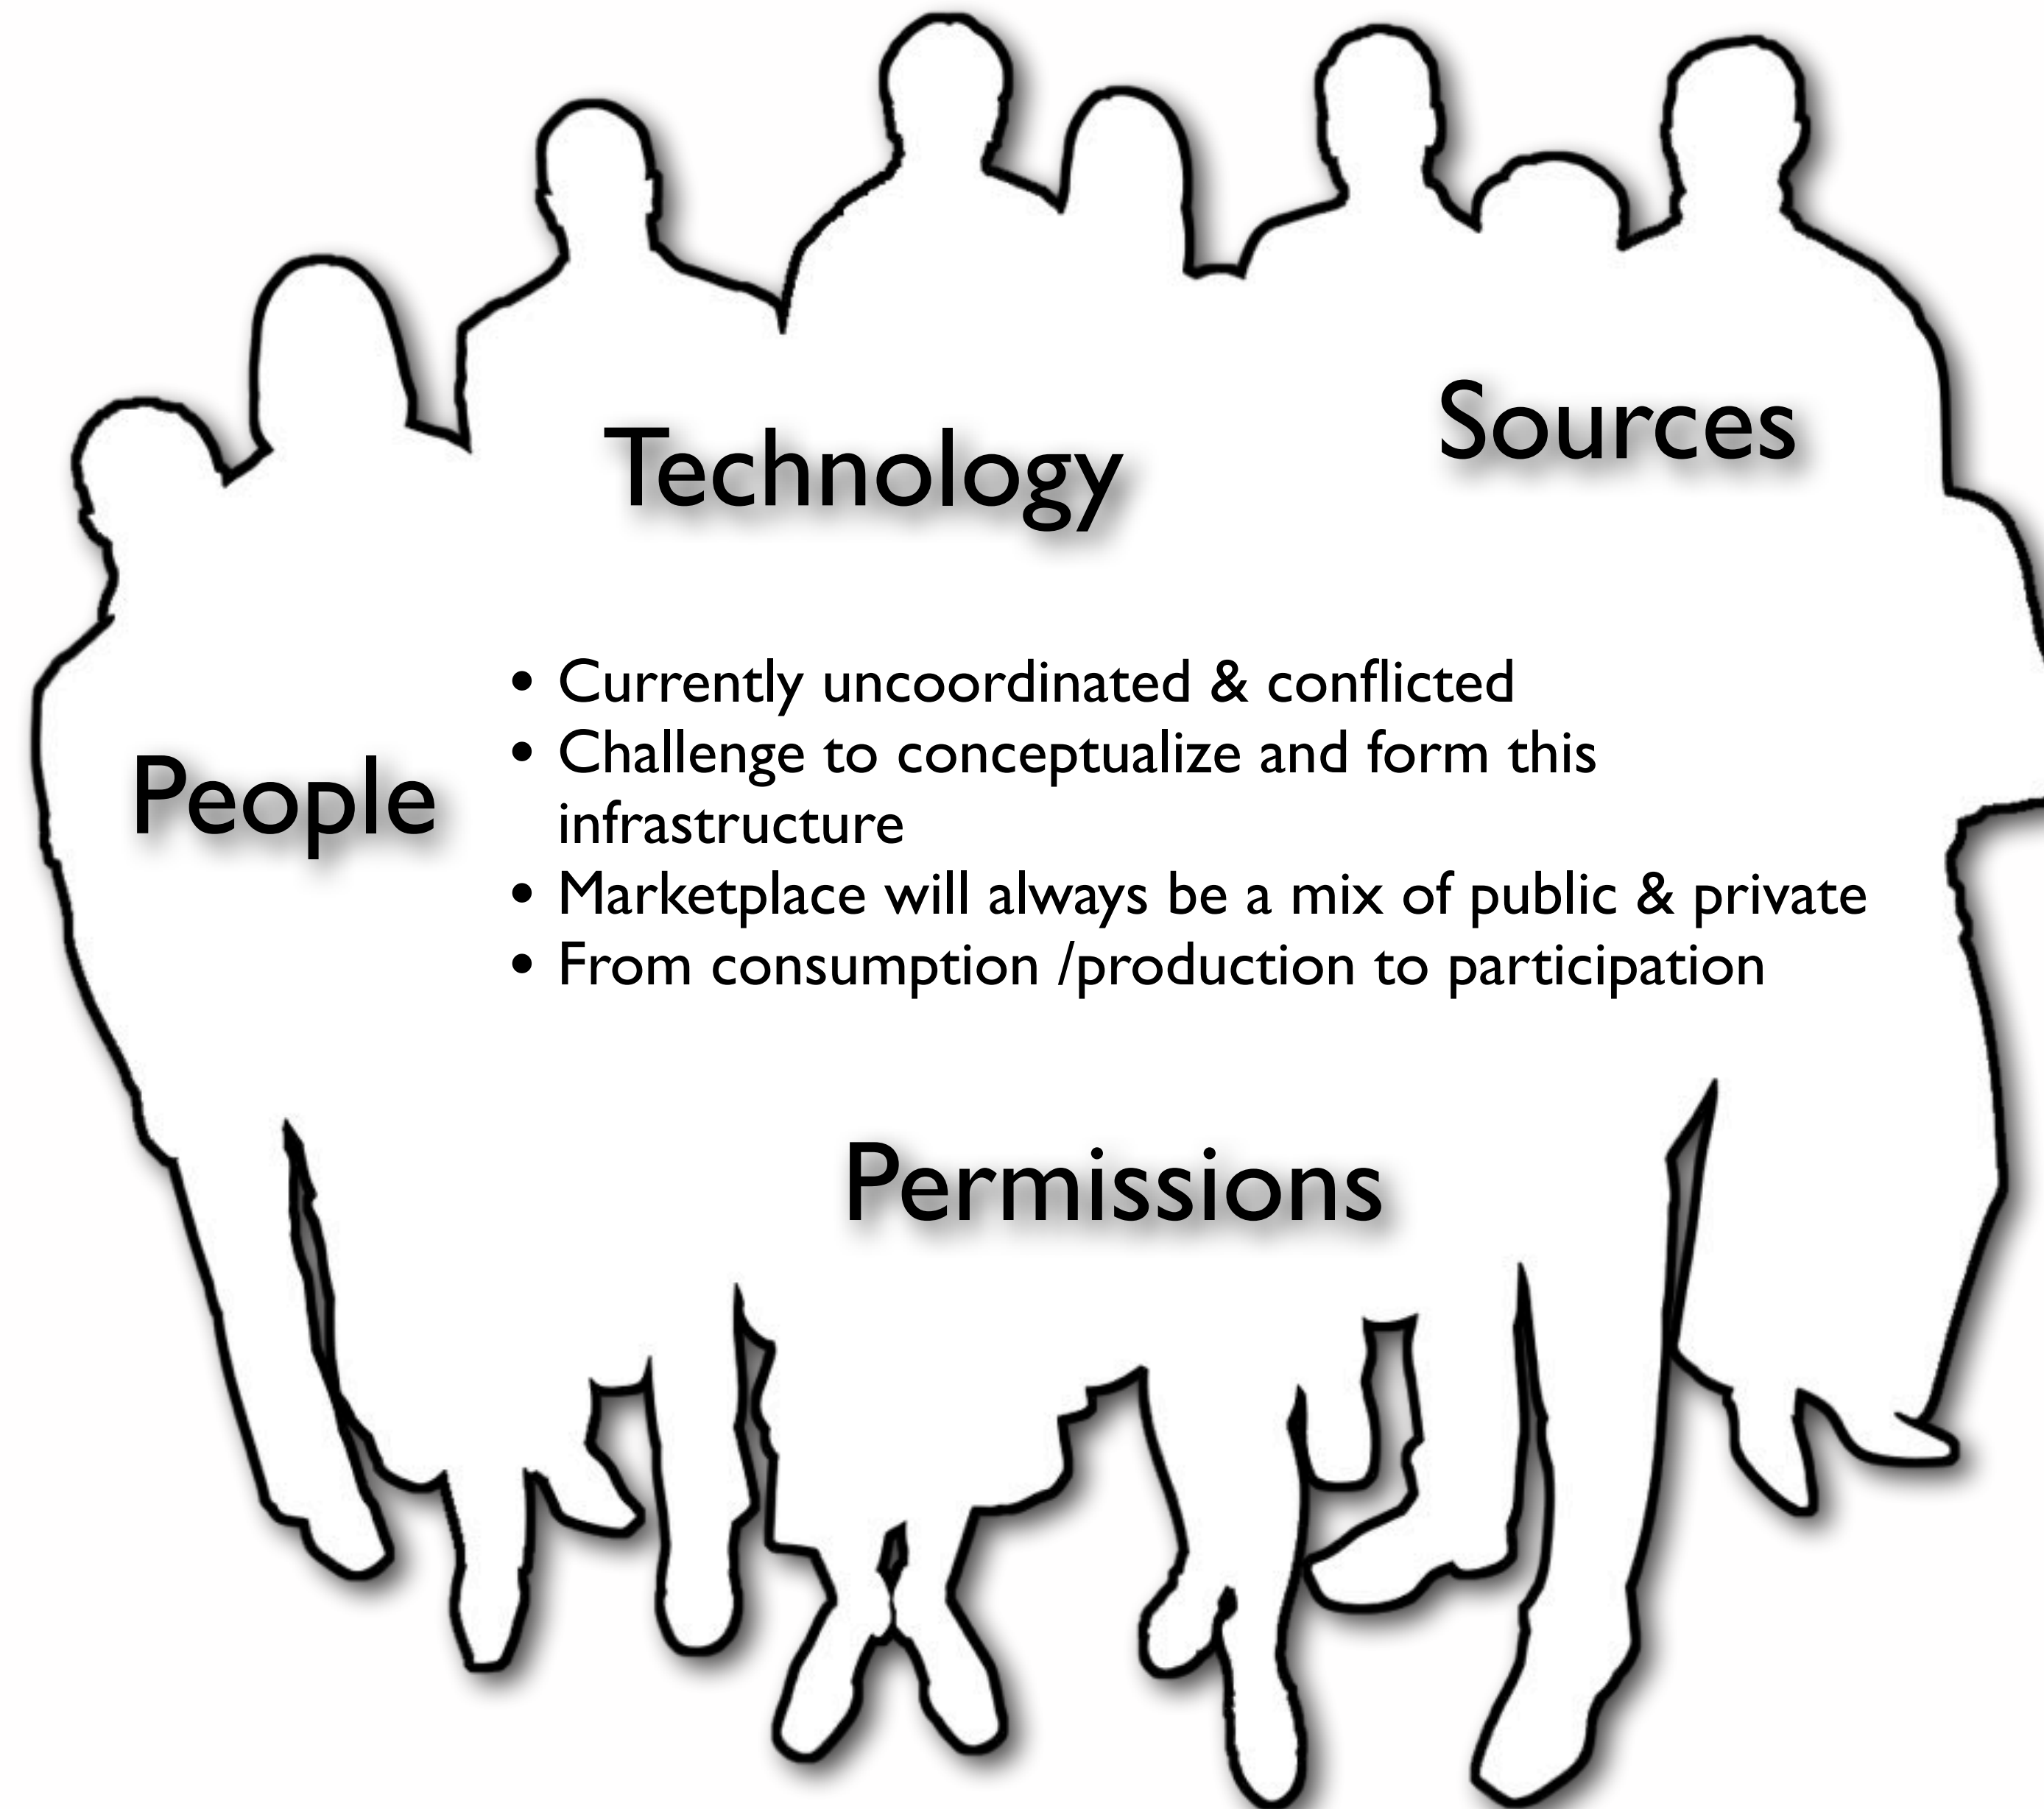 Sources
Technology
• Currently uncoordinated & conflicted
• Challenge to conceptualize and form this
infrastructure
People
• Marketplace will always be a mix of public & private
• From consumption /production to participation
Permissions